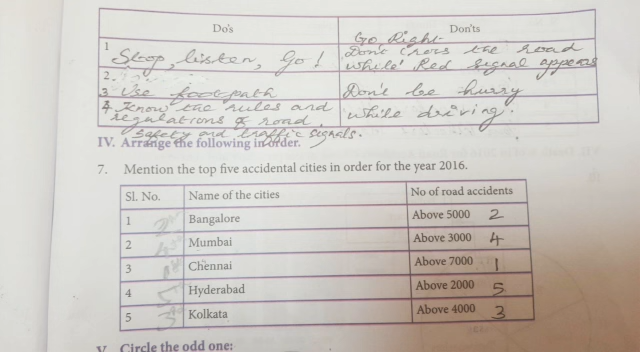 Do's Don'ts
Go Right
1 Stop, listen, Go! Don't Cross the road
while Red signal appears
2.
3 Use footpath Don't be hurry
4 Know the rules and while driving.
regulations of road
safety and traffic signals.
IV. Arrange the following in order.
7. Mention the top five accidental cities in order for the year 2016.
Sl. No. Name of the cities No of road accidents
1 Bangalore Above 5000 2
2 Mumbai Above 3000 4
3 Chennai Above 7000 1
4 Hyderabad Above 2000 5
5 Kolkata Above 4000 3
V. Circle the odd one: